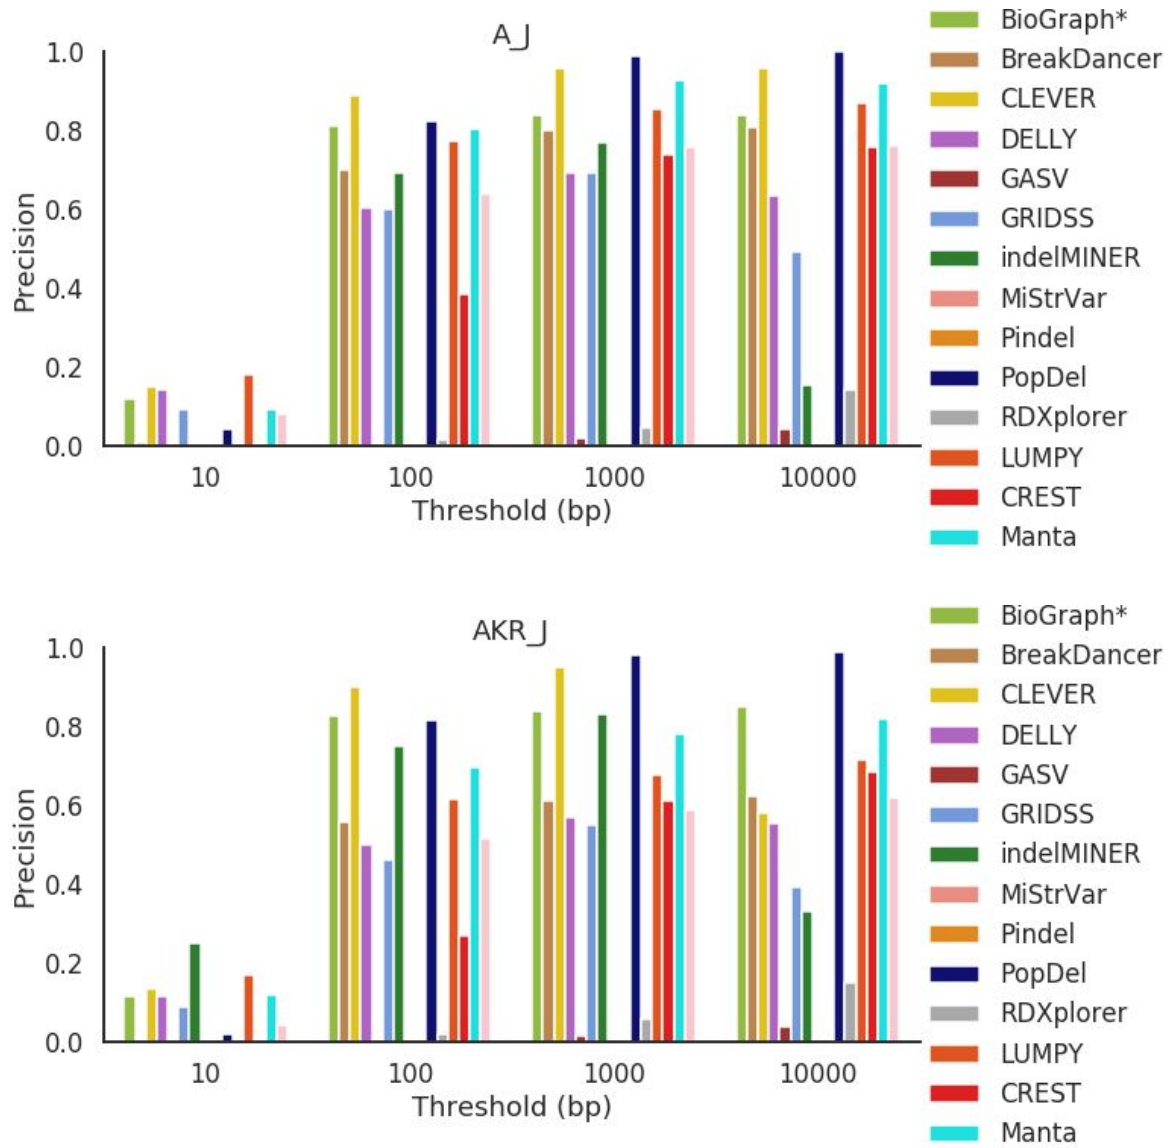 A_J
Precision
1.0
0.8
0.6
0.4
0.2
0.0
10 100 1000 10000
Threshold (bp)
BioGraph*
BreakDancer
CLEVER
DELLY
GASV
GRIDSS
indelMINER
MiStrVar
Pindel
PopDel
RDXplorer
LUMPY
CREST
Manta
AKR_J
Precision
1.0
0.8
0.6
0.4
0.2
0.0
10 100 1000 10000
Threshold (bp)
BioGraph*
BreakDancer
CLEVER
DELLY
GASV
GRIDSS
indelMINER
MiStrVar
Pindel
PopDel
RDXplorer
LUMPY
CREST
Manta